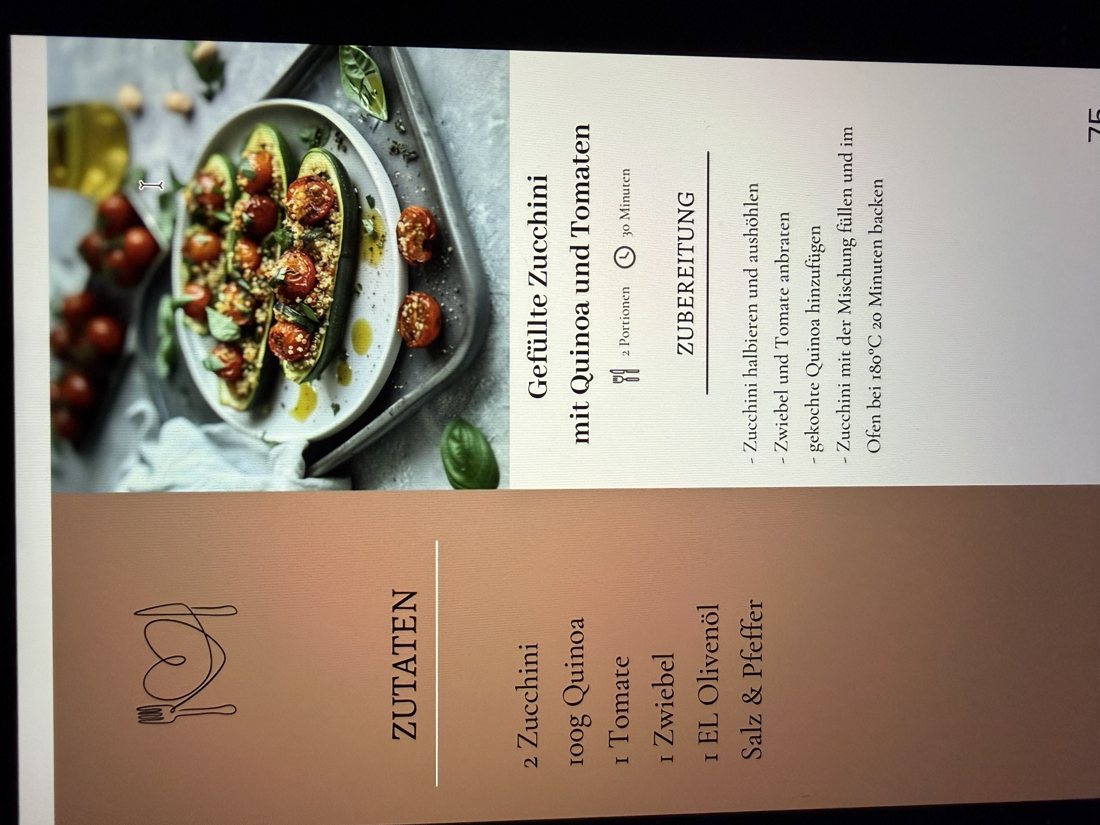 ZUTATEN
2 Zucchini
100g Quinoa
1 Tomate
1 Zwiebel
1 EL Olivenöl
Salz & Pfeffer
Gefüllte Zucchini
mit Quinoa und Tomaten
2 Portionen 30 Minuten
ZUBEREITUNG
- Zucchini halbieren und aushöhlen
- Zwiebel und Tomate anbraten
- gekochte Quinoa hinzufügen
- Zucchini mit der Mischung füllen und im
Ofen bei 180°C 20 Minuten backen
75